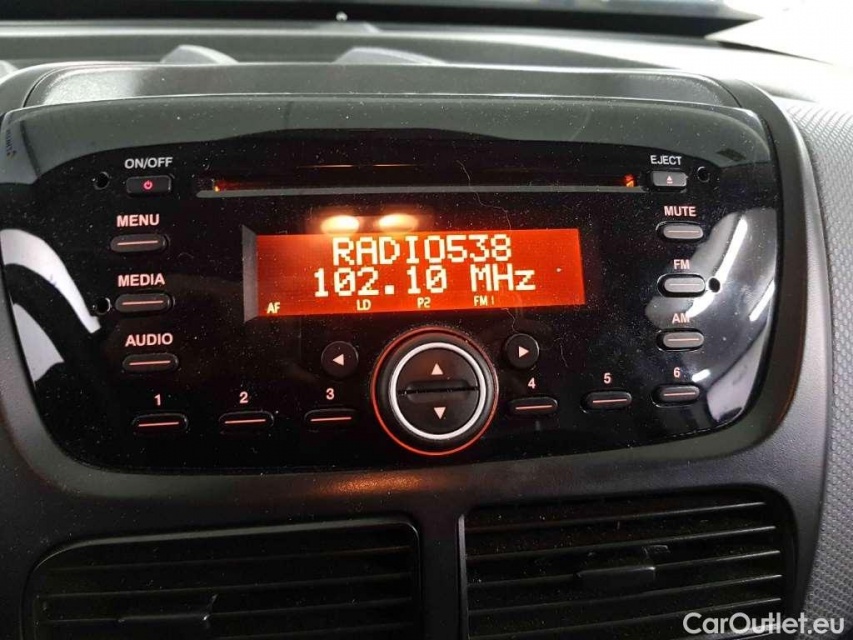 ON/OFF
EJECT
MENU
MUTE
RADIO538
MEDIA
102.10 MHz
FM
AF LD P2 FM1
AUDIO
AM
1 2 3 4 5 6
CarOutlet.eu